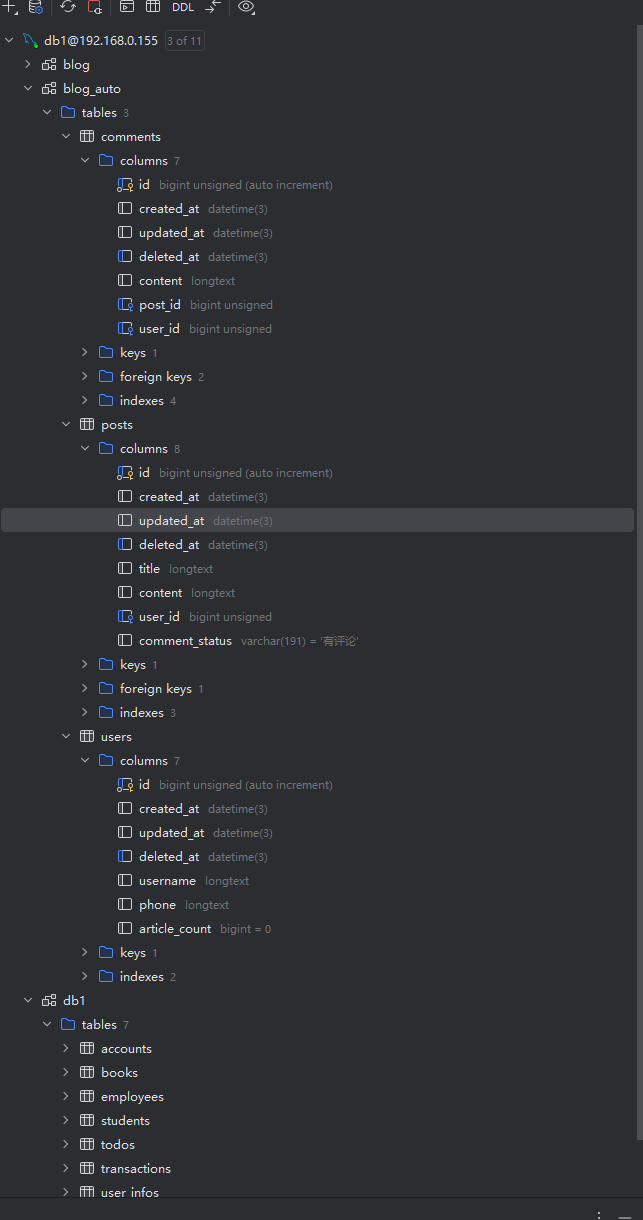 DDL
db1@192.168.0.155 3 of 11
blog
blog_auto
tables 3
comments
columns 7
id bigint unsigned (auto increment)
created_at datetime(3)
updated_at datetime(3)
deleted_at datetime(3)
content longtext
post_id bigint unsigned
user_id bigint unsigned
keys 1
foreign keys 2
indexes 4
posts
columns 8
id bigint unsigned (auto increment)
created_at datetime(3)
updated_at datetime(3)
deleted_at datetime(3)
title longtext
content longtext
user_id bigint unsigned
comment_status varchar(191) = '有评论'
keys 1
foreign keys 1
indexes 3
users
columns 7
id bigint unsigned (auto increment)
created_at datetime(3)
updated_at datetime(3)
deleted_at datetime(3)
username longtext
phone longtext
article_count bigint = 0
keys 1
indexes 2
db1
tables 7
accounts
books
employees
students
todos
transactions
user_infos